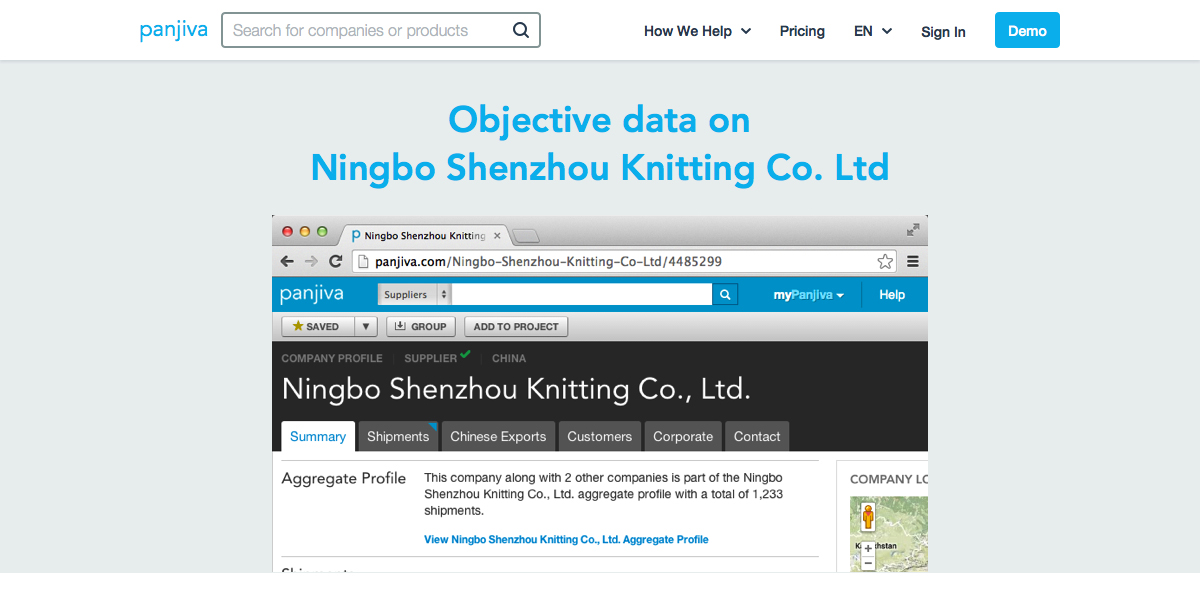 panjiva
Search for companies or products
How We Help
Pricing
EN
Sign In
Demo
Objective data on
Ningbo Shenzhou Knitting Co. Ltd
Ningbo Shenzhou Knitting
panjiva.com/Ningbo-Shenzhou-Knitting-Co-Ltd/4485299
panjiva
Suppliers
myPanjiva
Help
SAVED
GROUP
ADD TO PROJECT
COMPANY PROFILE
SUPPLIER
CHINA
Ningbo Shenzhou Knitting Co., Ltd.
Summary
Shipments
Chinese Exports
Customers
Corporate
Contact
Aggregate Profile
This company along with 2 other companies is part of the Ningbo
Shenzhou Knitting Co., Ltd. aggregate profile with a total of 1,233
shipments.
View Ningbo Shenzhou Knitting Co., Ltd. Aggregate Profile
COMPANY LO